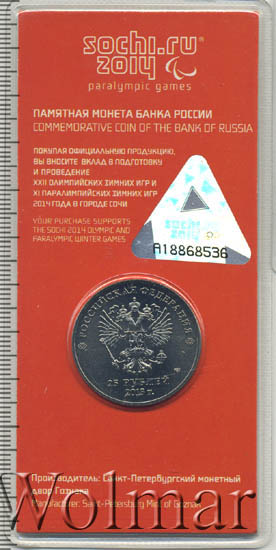 sochi.ru
2014
paralympic games
ПАМЯТНАЯ МОНЕТА БАНКА РОССИИ
COMMEMORATIVE COIN OF THE BANK OF RUSSIA
ПОКУПАЯ ОФИЦИАЛЬНУЮ ПРОДУКЦИЮ,
ВЫ ВНОСИТЕ ВКЛАД В ПОДГОТОВКУ
И ПРОВЕДЕНИЕ
XXII ОЛИМПИЙСКИХ ЗИМНИХ ИГР И
XI ПАРАЛИМПИЙСКИХ ЗИМНИХ ИГР
2014 ГОДА В ГОРОДЕ СОЧИ
YOUR PURCHASE SUPPORTS
THE SOCHI 2014 OLYMPIC AND
PARALYMPIC WINTER GAMES
sochi
2014
A18868536
РОССИЙСКАЯ ФЕДЕРАЦИЯ
25 РУБЛЕЙ
2013 г.
Производитель: Санкт-Петербургский монетный
двор Гознака
Manufacturer: Saint-Petersburg Mint of Goznak
Wolmar